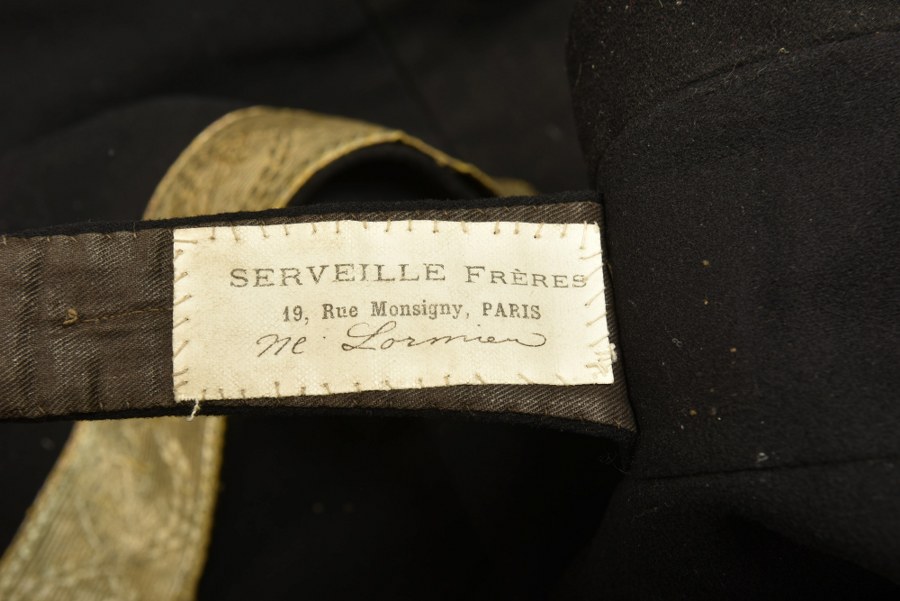 SERVEILLE FRÈRES
19, Rue Monsigny, PARIS
M. Lormier